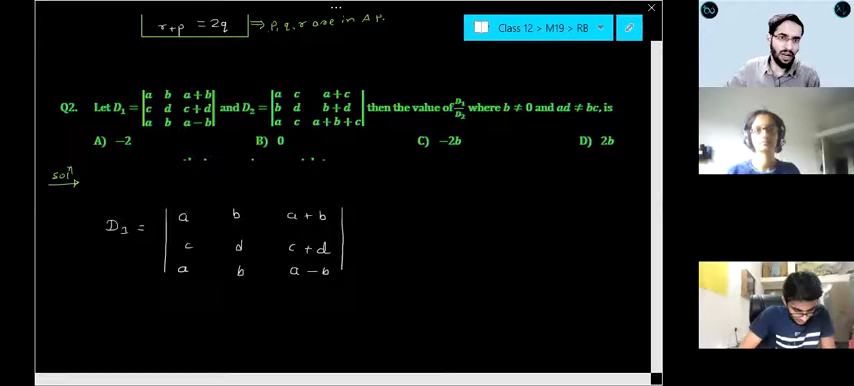 r+p = 2q ⇒ p, q, r are in A P.
Class 12 > M19 > RB
Q2. Let D₁ = |a b a+b; c d c+d; a b a−b| and D₂ = |a c a+c; b d b+d; a c a+b+c| then the value of D₁/D₂ where b ≠ 0 and ad ≠ bc, is
A) −2 B) 0 C) −2b D) 2b
solⁿ
D₁ = |a b a + b
c d c + d
a b a − b|